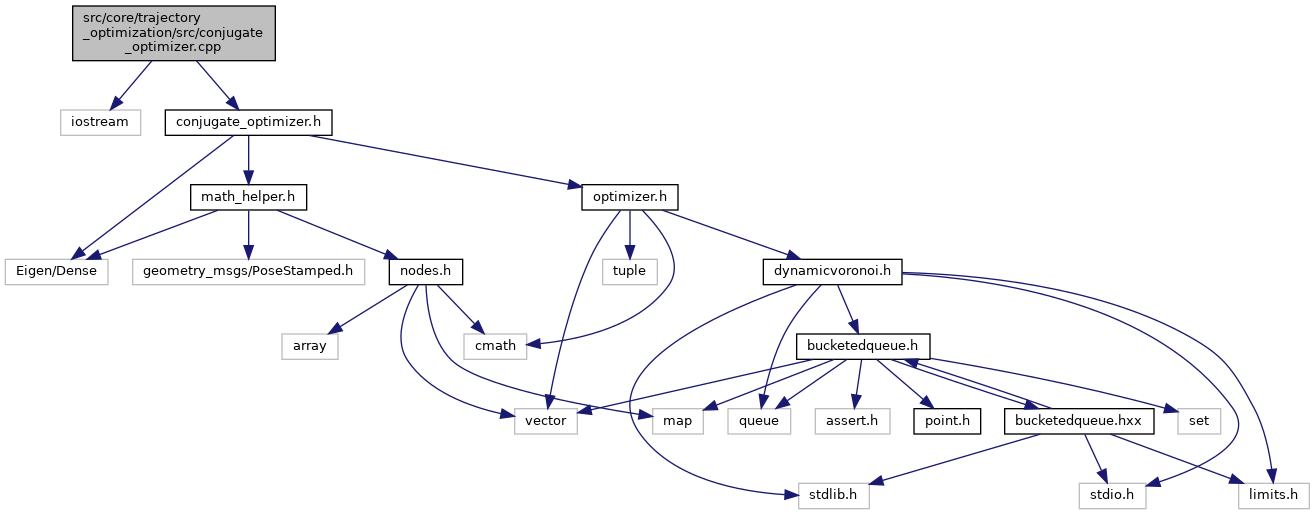 src/core/trajectory
_optimization/src/conjugate
_optimizer.cpp
iostream
conjugate_optimizer.h
math_helper.h
optimizer.h
Eigen/Dense
geometry_msgs/PoseStamped.h
nodes.h
tuple
dynamicvoronoi.h
array
cmath
bucketedqueue.h
vector
map
queue
assert.h
point.h
bucketedqueue.hxx
set
stdlib.h
stdio.h
limits.h